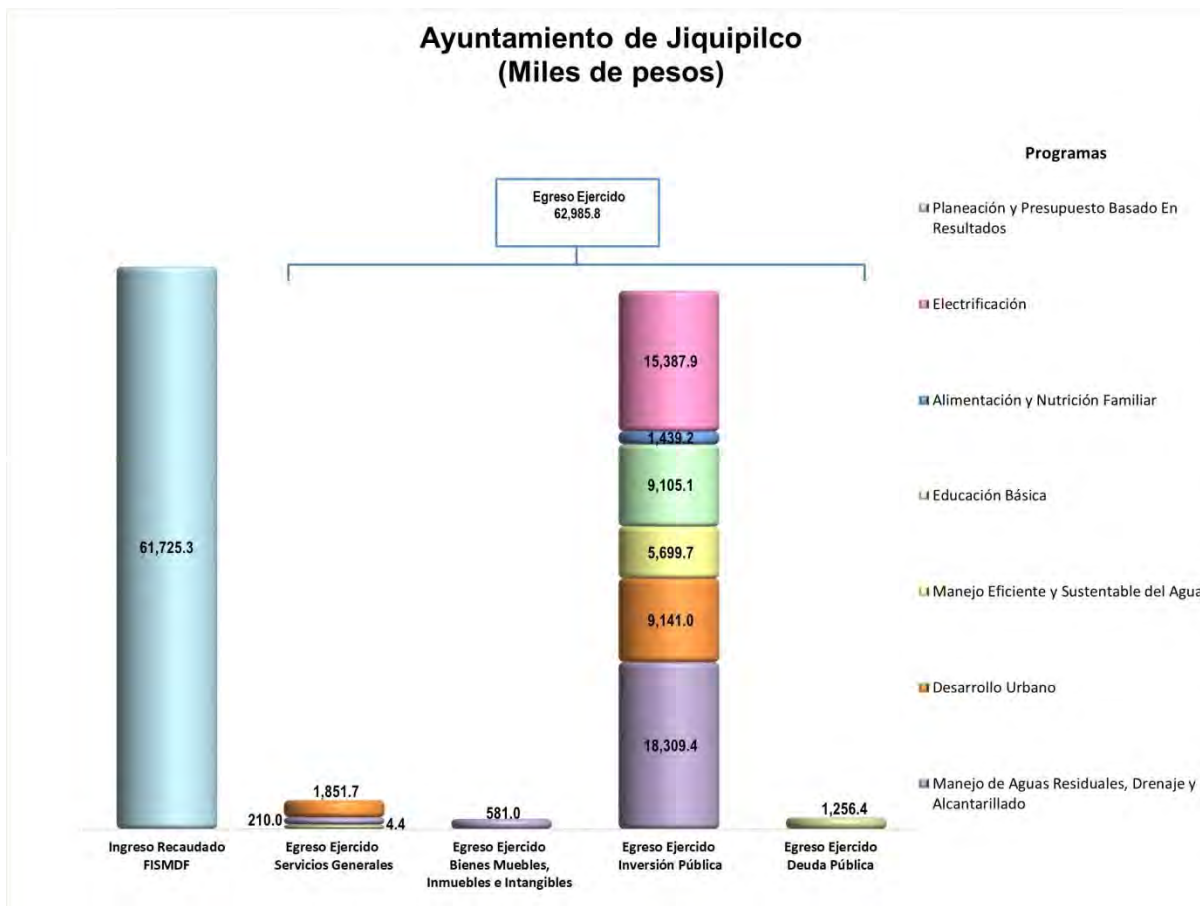 Ayuntamiento de Jiquipilco
(Miles de pesos)
Programas
Egreso Ejercido
62,985.8
Planeación y Presupuesto Basado En
Resultados
Electrificación
Alimentación y Nutrición Familiar
Educación Básica
Manejo Eficiente y Sustentable del Agua
Desarrollo Urbano
Manejo de Aguas Residuales, Drenaje y
Alcantarillado
61,725.3
1,851.7
210.0
4.4
581.0
15,387.9
1,439.2
9,105.1
5,699.7
9,141.0
18,309.4
1,256.4
Ingreso Recaudado
FISMDF
Egreso Ejercido
Servicios Generales
Egreso Ejercido
Bienes Muebles,
Inmuebles e Intangibles
Egreso Ejercido
Inversión Pública
Egreso Ejercido
Deuda Pública